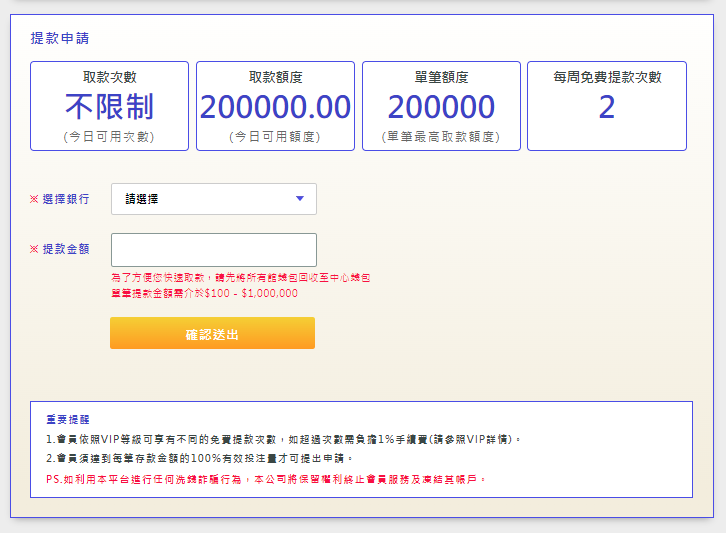 提款申請
取款次數
不限制
(今日可用次數)
取款額度
200000.00
(今日可用額度)
單筆額度
200000
(單筆最高取款額度)
每周免費提款次數
2
※ 選擇銀行
請選擇
※ 提款金額
為了方便您快速取款，請先將所有館錢包回收至中心錢包
單筆提款金額需介於$100 - $1,000,000
確認送出
重要提醒
1.會員依照VIP等級可享有不同的免費提款次數，如超過次數需負擔1%手續費(請參照VIP詳情)。
2.會員須達到每筆存款金額的100%有效投注量才可提出申請。
PS.如利用本平台進行任何洗錢詐騙行為，本公司將保留權利終止會員服務及凍結其帳戶。